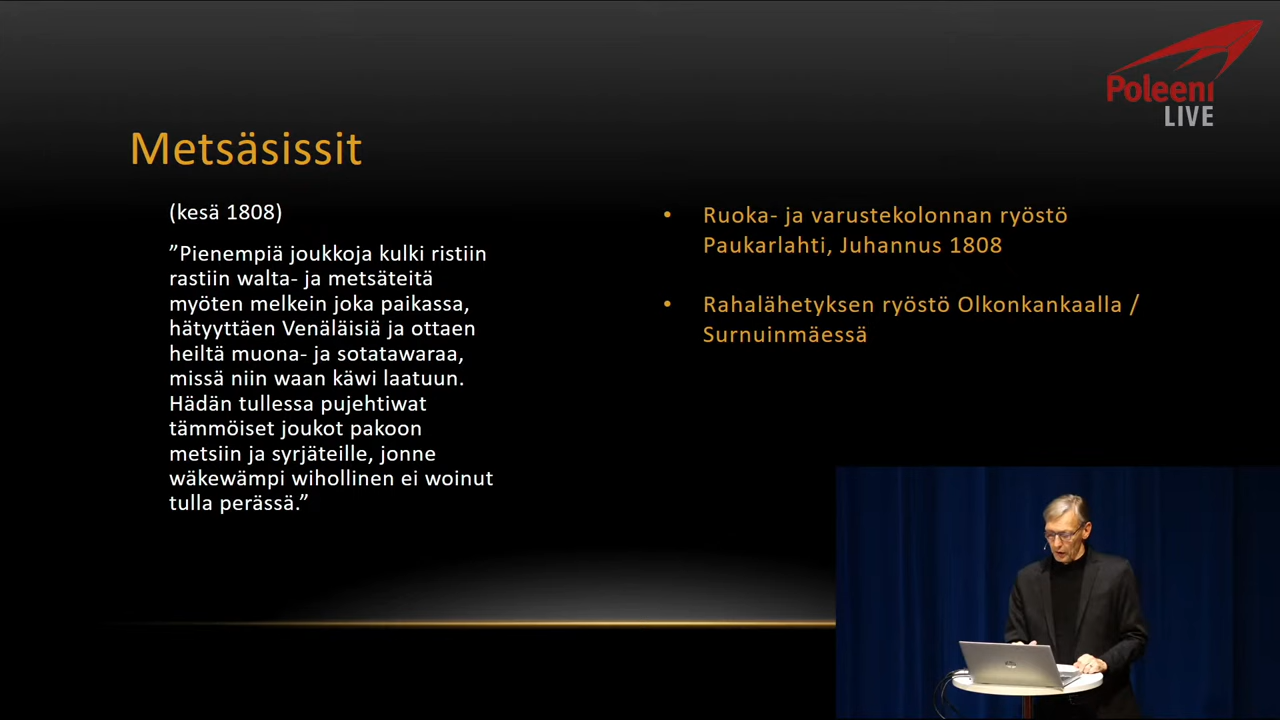 Poleeni
LIVE
Metsäsissit
(kesä 1808)
”Pienempiä joukkoja kulki ristiin
rastiin walta- ja metsäteitä
myöten melkein joka paikassa,
hätyyttäen Venäläisiä ja ottaen
heiltä muona- ja sotatawaraa,
missä niin waan käwi laatuun.
Hädän tullessa pujehtiwat
tämmöiset joukot pakoon
metsiin ja syrjäteille, jonne
wäkewämpi wihollinen ei woinut
tulla perässä.”
• Ruoka- ja varustekolonnan ryöstö
Paukarlahti, Juhannus 1808
• Rahalähetyksen ryöstö Olkonkankaalla /
Surnuinmäessä